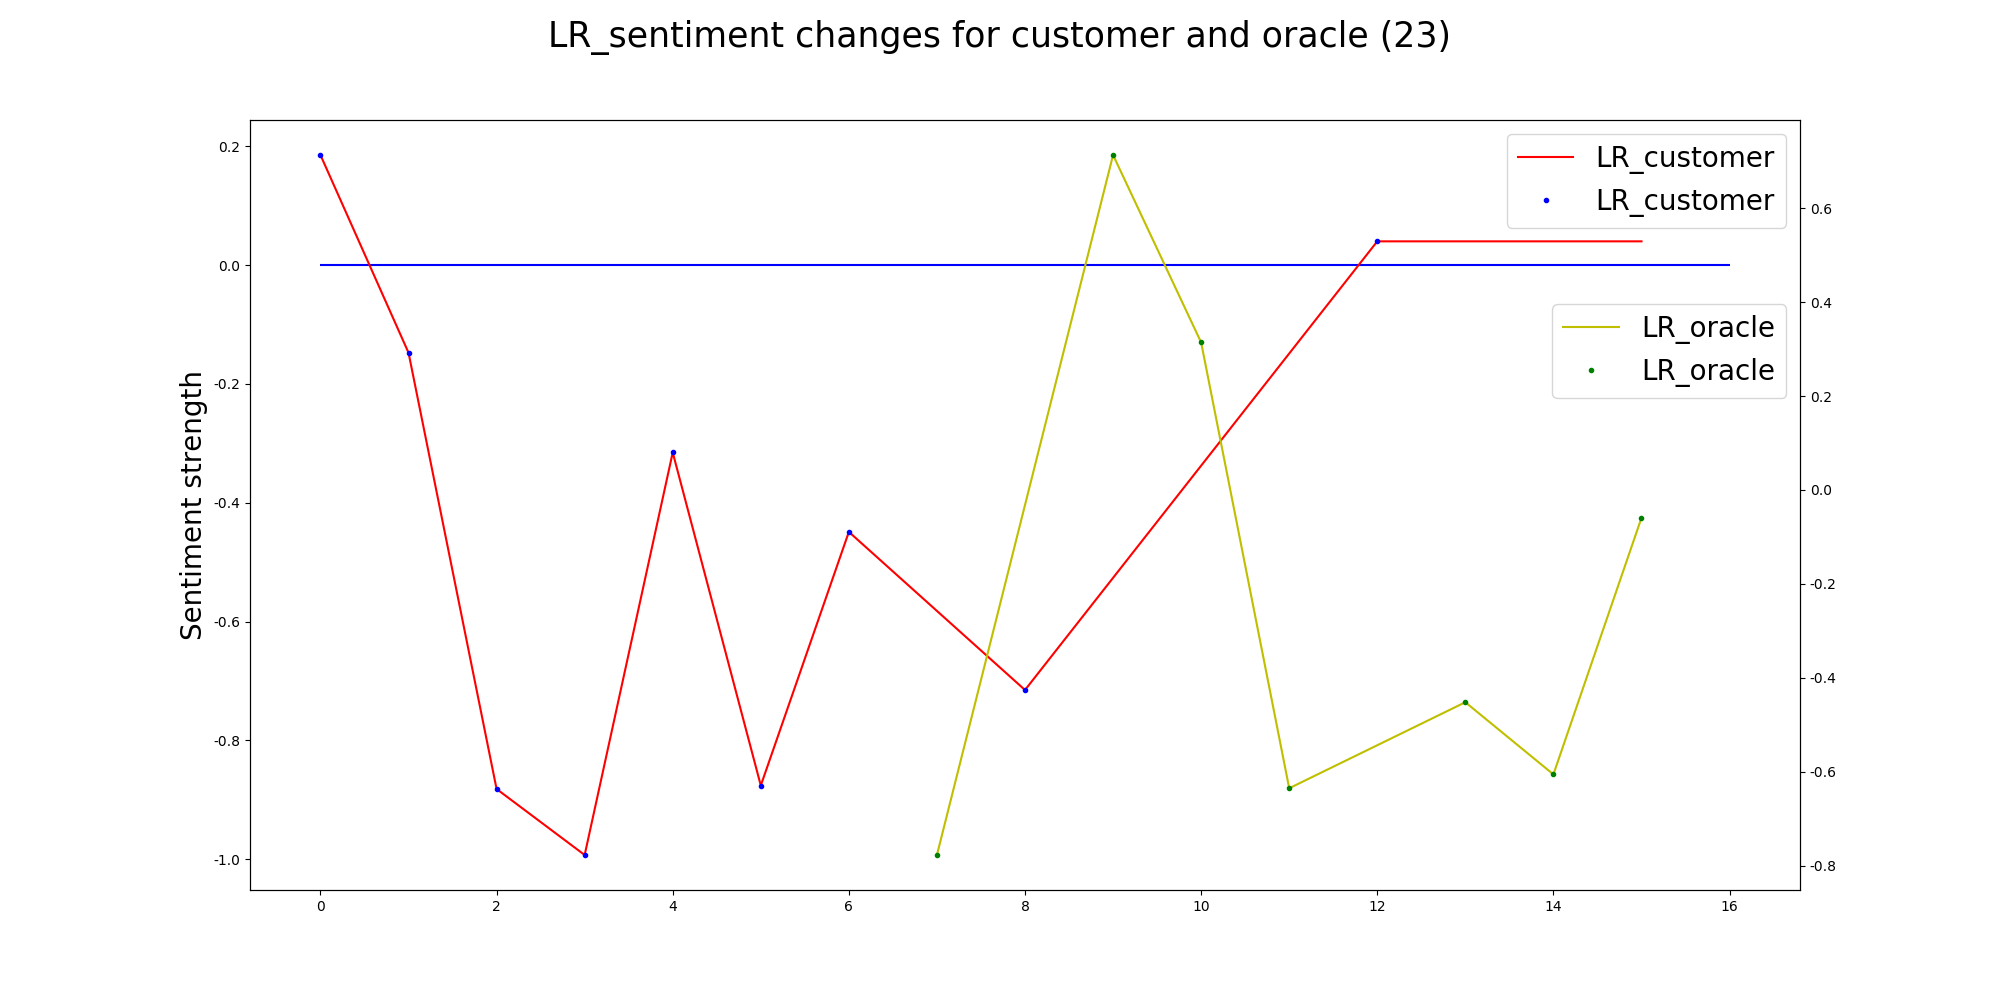 LR_sentiment changes for customer and oracle (23)
Sentiment strength
0.2
0.0
-0.2
-0.4
-0.6
-0.8
-1.0
0 2 4 6 8 10 12 14 16
0.6
0.4
0.2
0.0
-0.2
-0.4
-0.6
-0.8
LR_customer
LR_customer
LR_oracle
LR_oracle